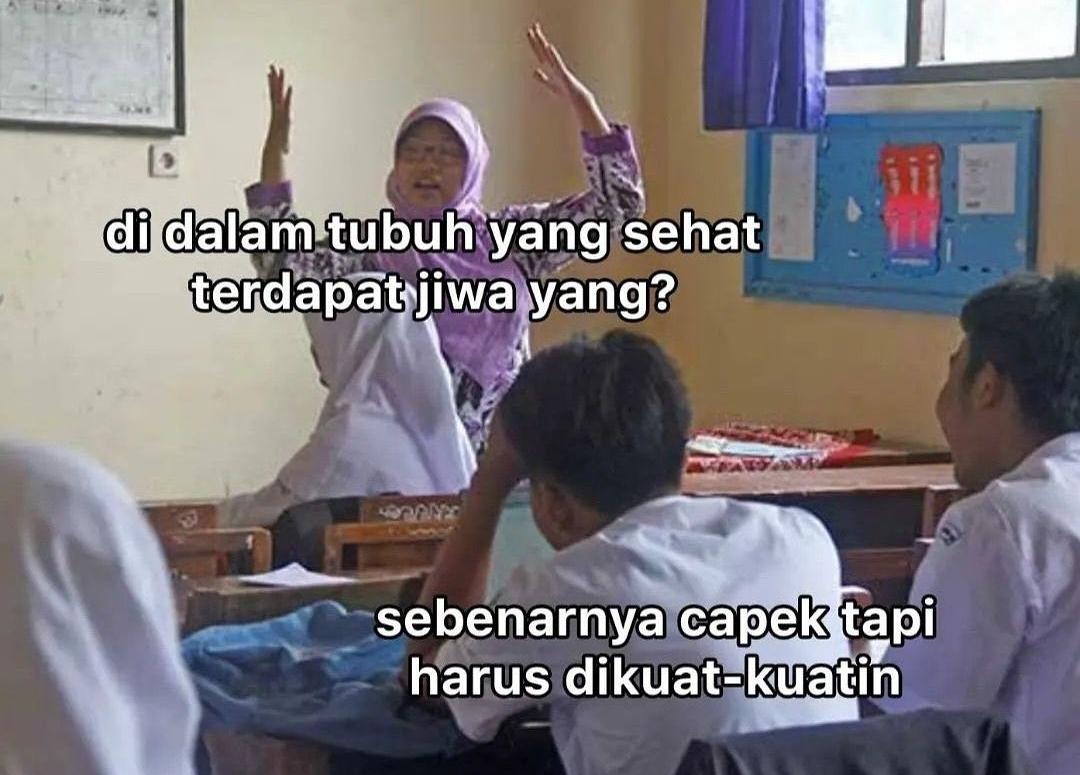 di dalam tubuh yang sehat
terdapat jiwa yang?
sebenarnya capek tapi
harus dikuat-kuatin